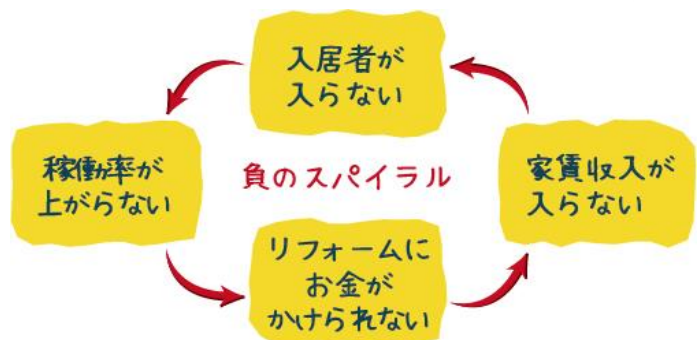 入居者が
入らない
稼働率が
上がらない
負のスパイラル
家賃収入が
入らない
リフォームに
お金が
かけられない